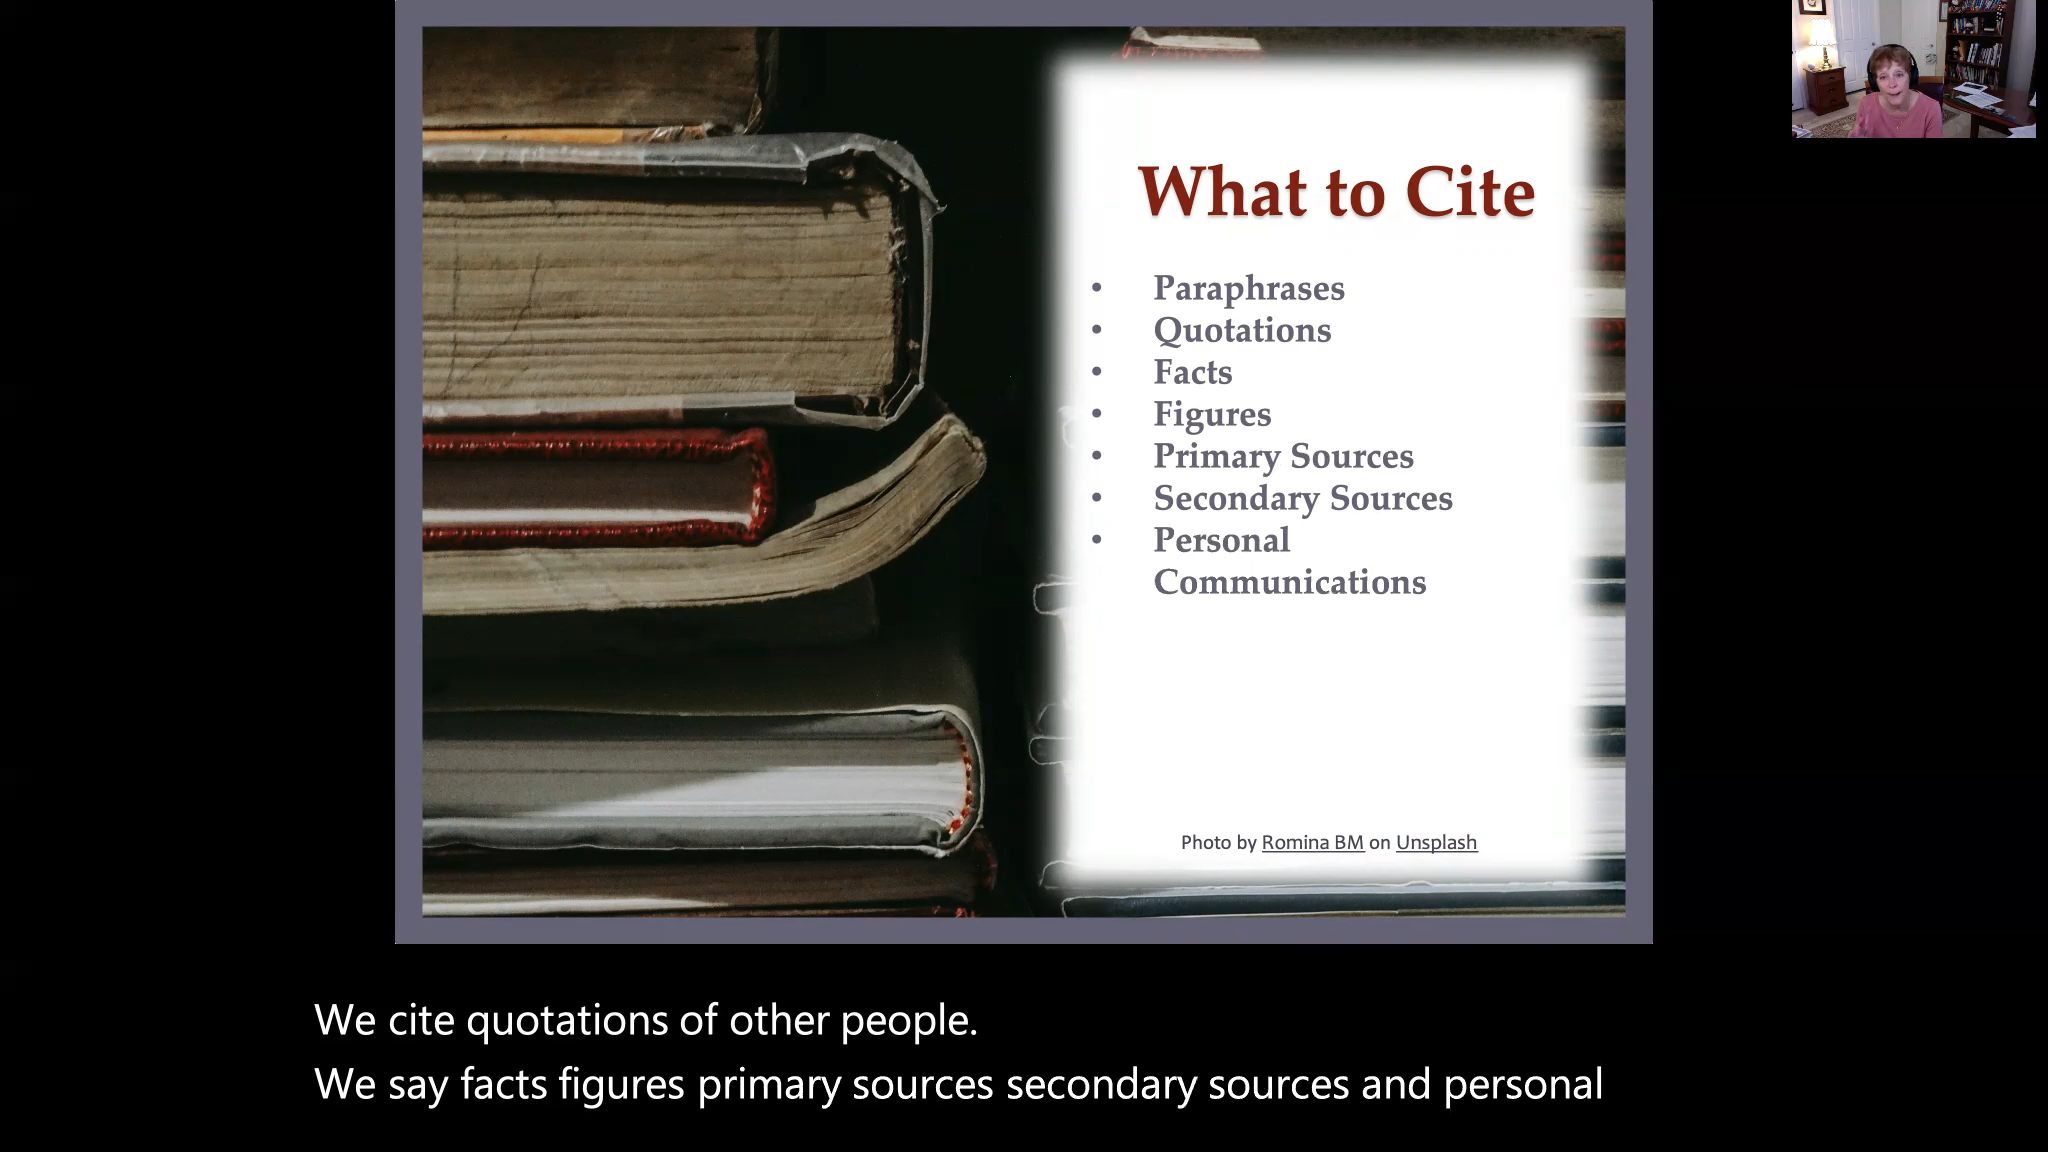 What to Cite
• Paraphrases
• Quotations
• Facts
• Figures
• Primary Sources
• Secondary Sources
• Personal
Communications
Photo by Romina BM on Unsplash
We cite quotations of other people.
We say facts figures primary sources secondary sources and personal